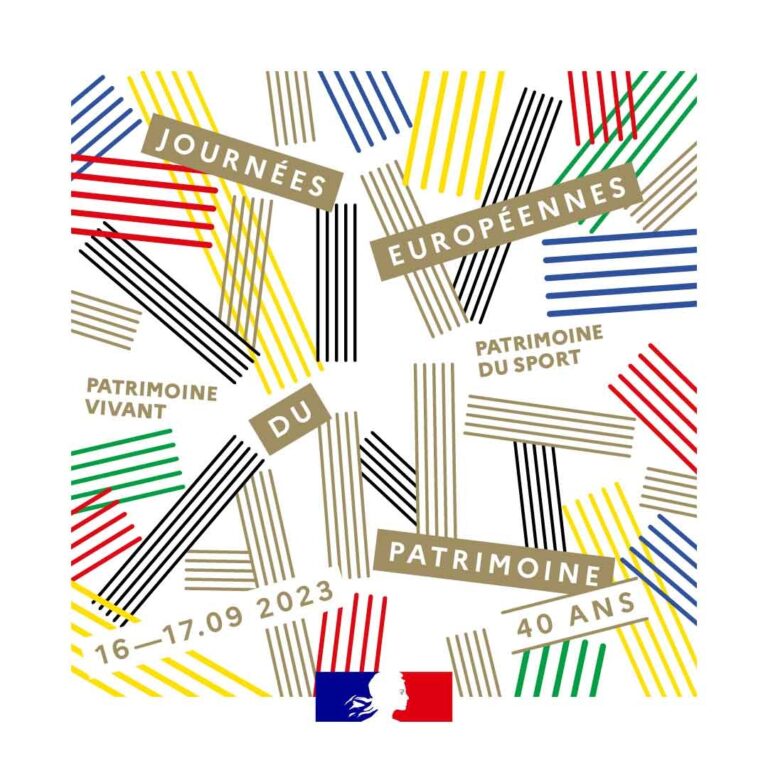 JOURNÉES
EUROPÉENNES
PATRIMOINE
DU SPORT
PATRIMOINE
VIVANT
DU
PATRIMOINE
16—17.09 2023
40 ANS